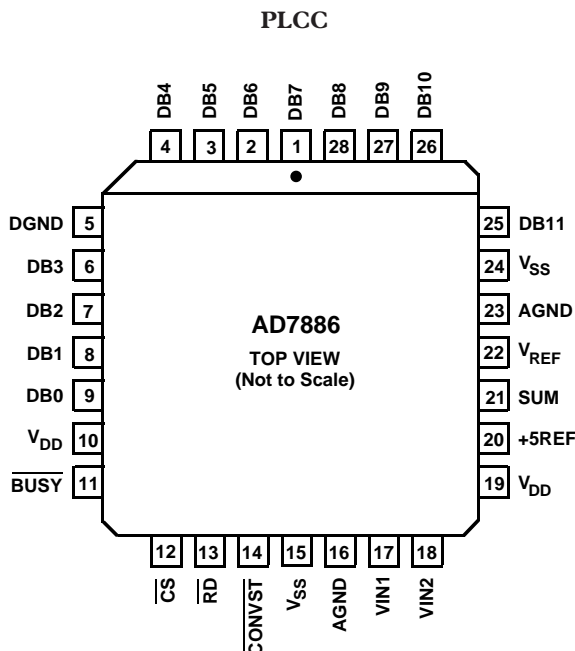 PLCC
DB4 DB5 DB6 DB7 DB8 DB9 DB10
4 3 2 1 28 27 26
DGND 5 25 DB11
DB3 6 24 VSS
DB2 7 23 AGND
DB1 8 22 VREF
DB0 9 21 SUM
VDD 10 20 +5REF
BUSY 11 19 VDD
AD7886
TOP VIEW
(Not to Scale)
12 13 14 15 16 17 18
CS RD CONVST VSS AGND VIN1 VIN2